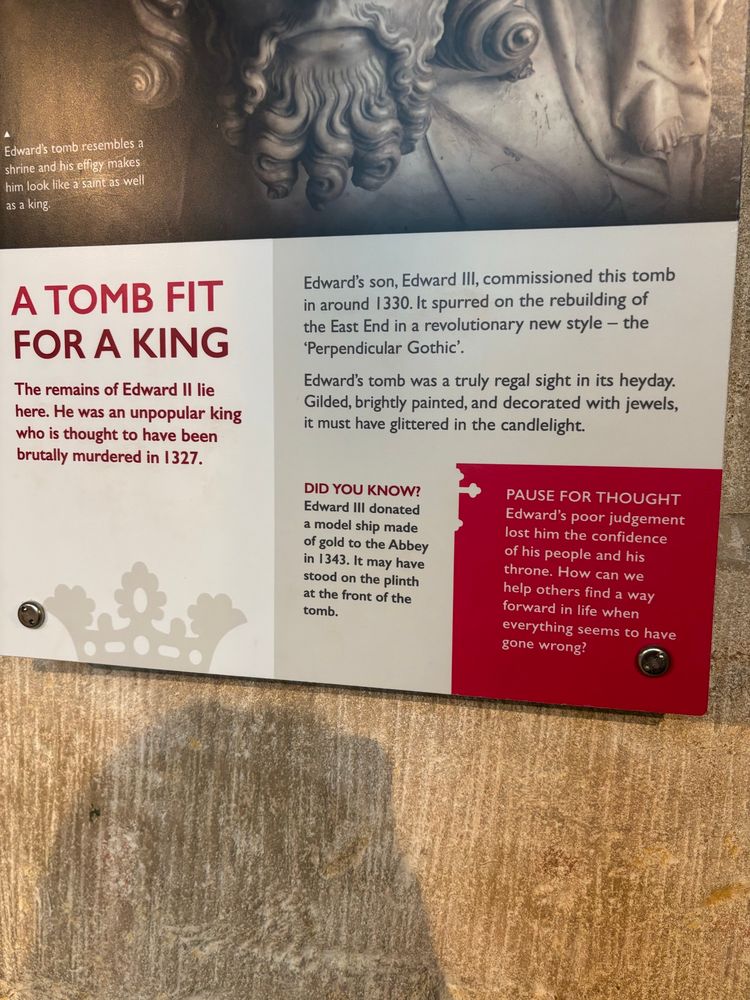 Edward's tomb resembles a
shrine and his effigy makes
him look like a saint as well
as a king.
A TOMB FIT
FOR A KING
The remains of Edward II lie
here. He was an unpopular king
who is thought to have been
brutally murdered in 1327.
Edward's son, Edward III, commissioned this tomb
in around 1330. It spurred on the rebuilding of
the East End in a revolutionary new style – the
'Perpendicular Gothic'.
Edward's tomb was a truly regal sight in its heyday.
Gilded, brightly painted, and decorated with jewels,
it must have glittered in the candlelight.
DID YOU KNOW?
Edward III donated
a model ship made
of gold to the Abbey
in 1343. It may have
stood on the plinth
at the front of the
tomb.
PAUSE FOR THOUGHT
Edward's poor judgement
lost him the confidence
of his people and his
throne. How can we
help others find a way
forward in life when
everything seems to have
gone wrong?